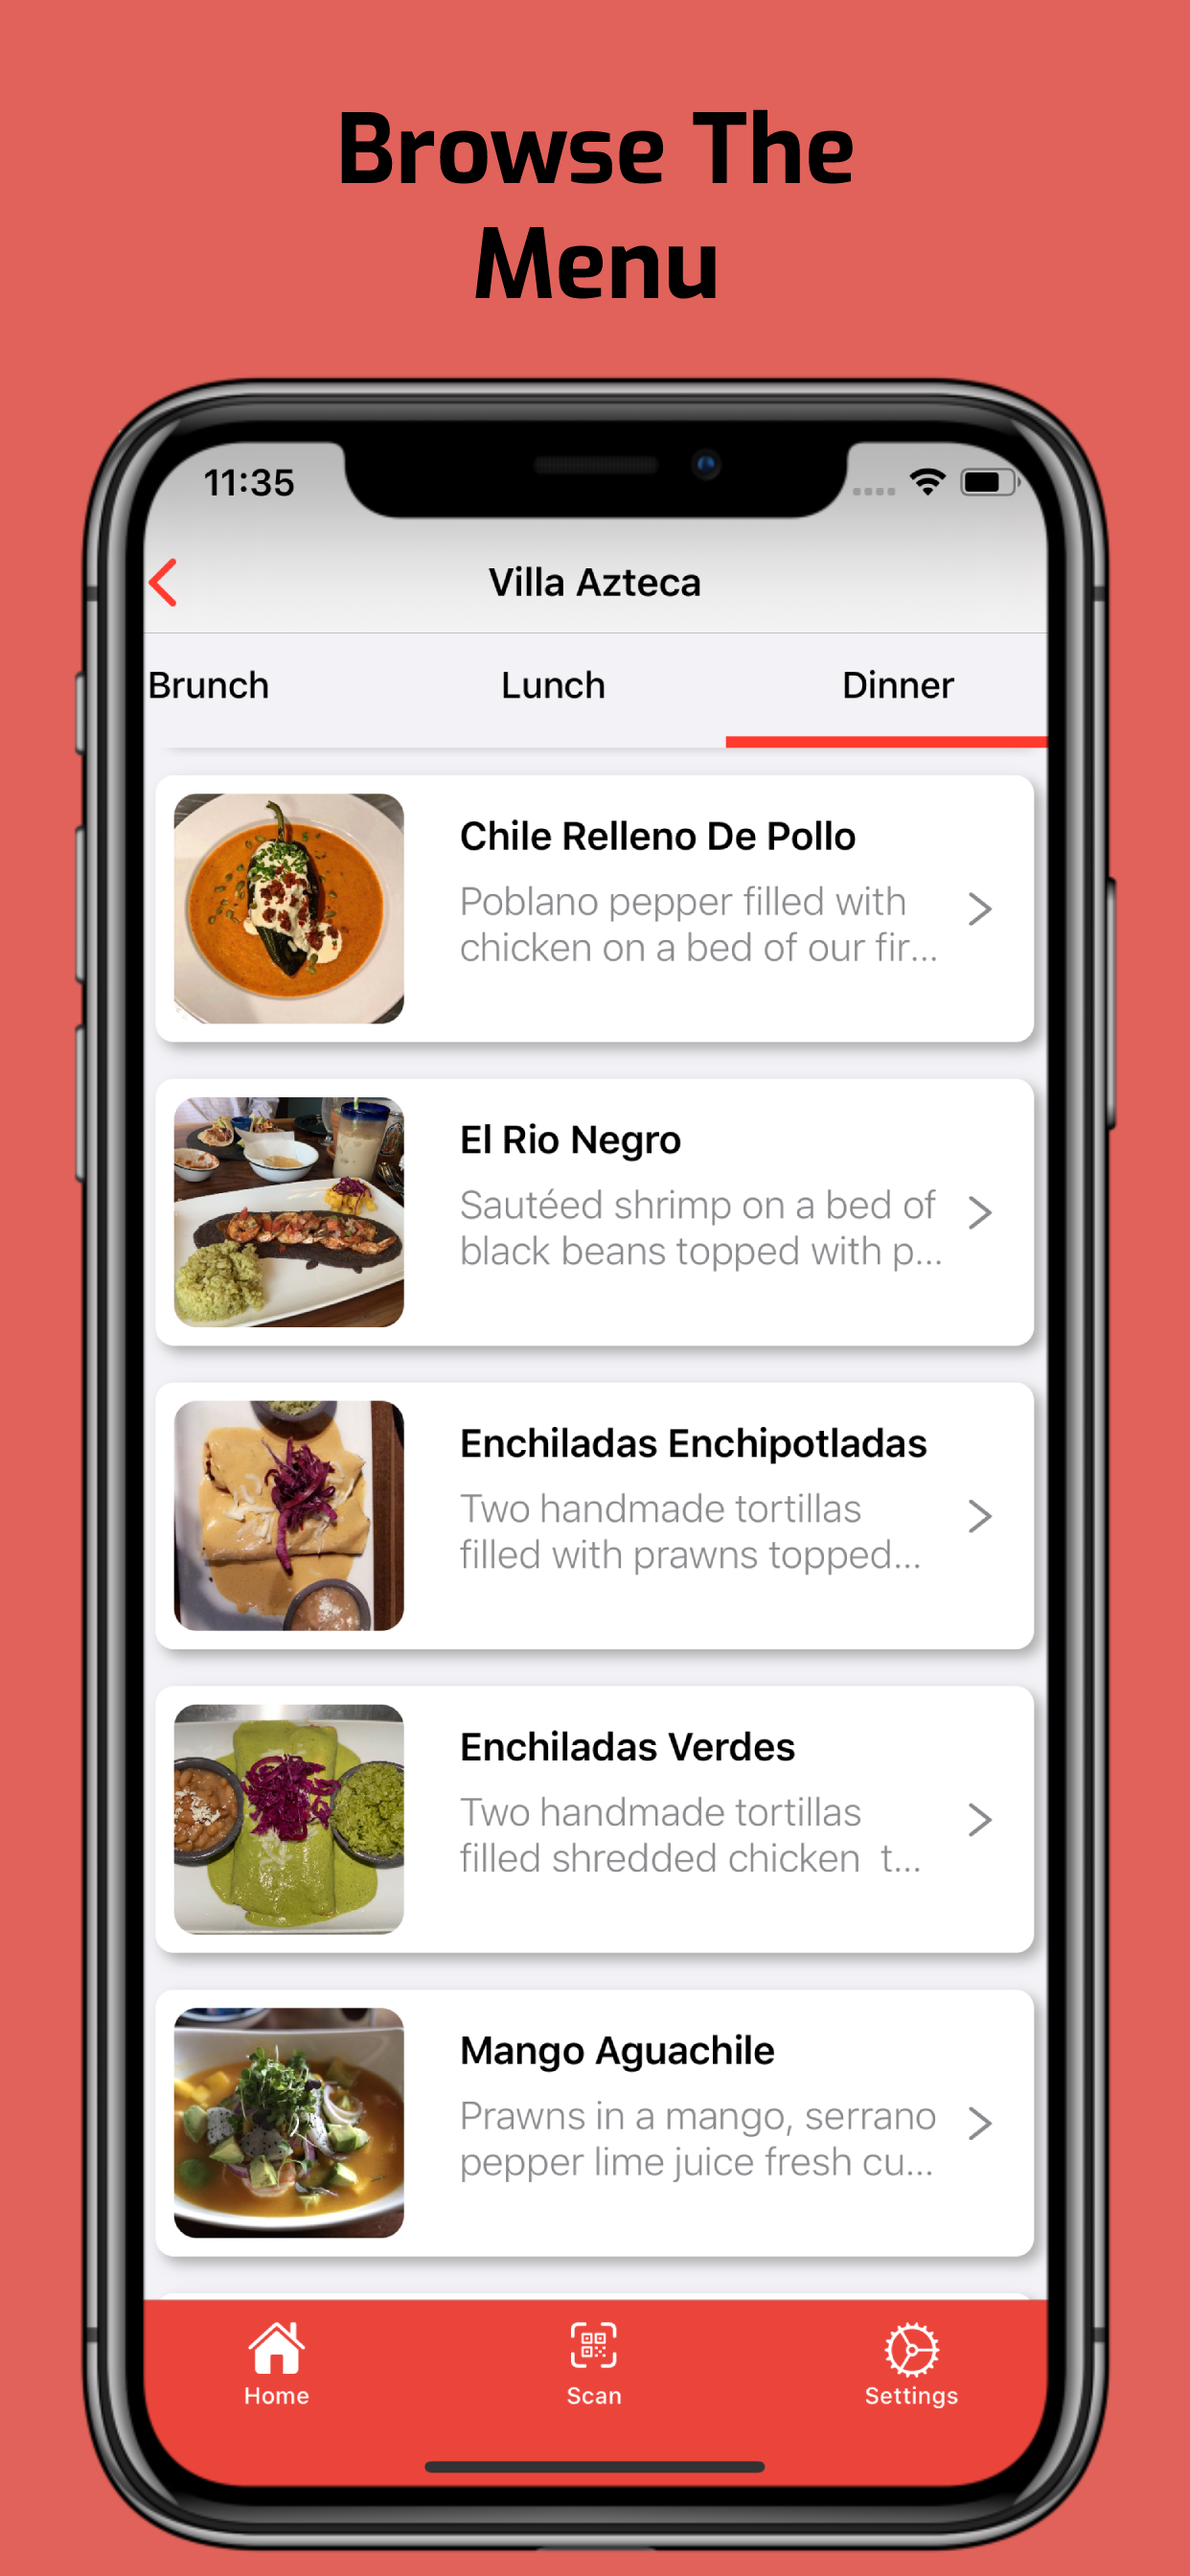 Browse The
Menu
11:35
Villa Azteca
Brunch
Lunch
Dinner
Chile Relleno De Pollo
Poblano pepper filled with
chicken on a bed of our fir...
El Rio Negro
Sautéed shrimp on a bed of
black beans topped with p...
Enchiladas Enchipotladas
Two handmade tortillas
filled with prawns topped...
Enchiladas Verdes
Two handmade tortillas
filled shredded chicken  t...
Mango Aguachile
Prawns in a mango, serrano
pepper lime juice fresh cu...
Home
Scan
Settings